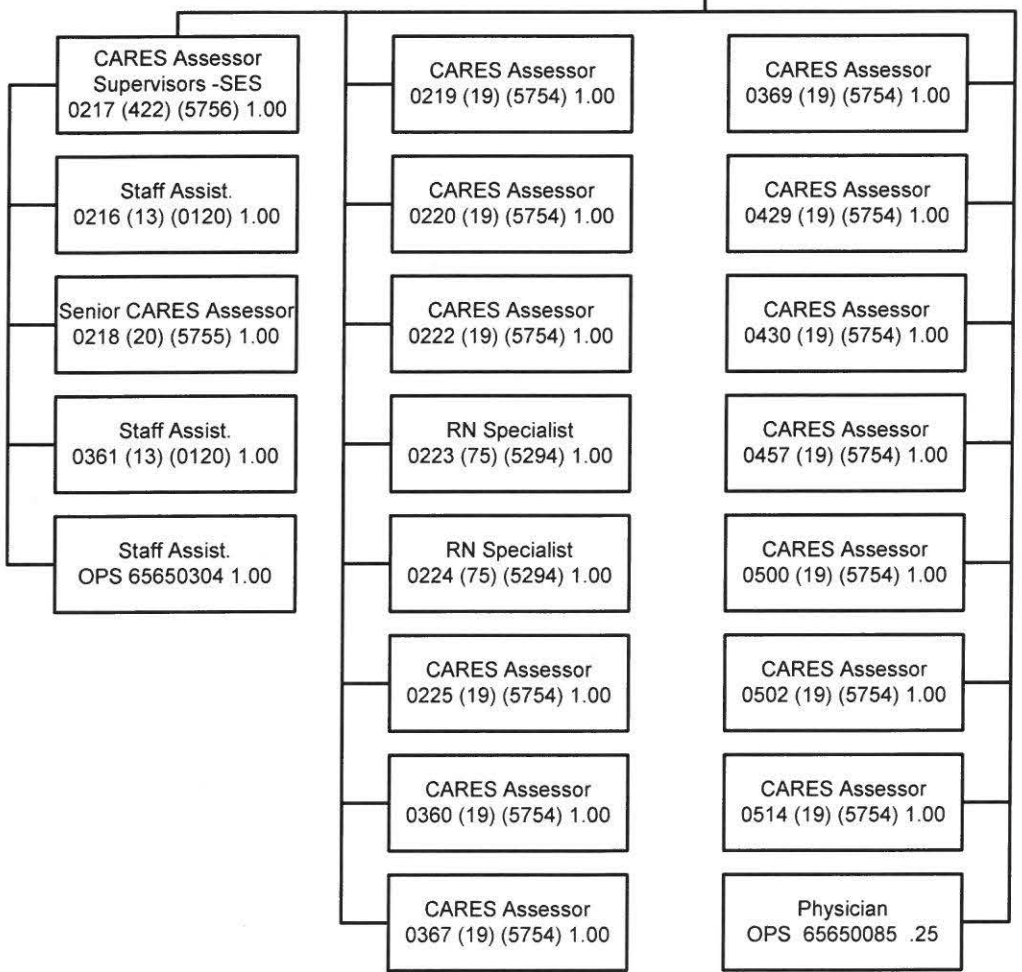 CARES Assessor
Supervisors -SES
0217 (422) (5756) 1.00
Staff Assist.
0216 (13) (0120) 1.00
Senior CARES Assessor
0218 (20) (5755) 1.00
Staff Assist.
0361 (13) (0120) 1.00
Staff Assist.
OPS 65650304 1.00
CARES Assessor
0219 (19) (5754) 1.00
CARES Assessor
0220 (19) (5754) 1.00
CARES Assessor
0222 (19) (5754) 1.00
RN Specialist
0223 (75) (5294) 1.00
RN Specialist
0224 (75) (5294) 1.00
CARES Assessor
0225 (19) (5754) 1.00
CARES Assessor
0360 (19) (5754) 1.00
CARES Assessor
0367 (19) (5754) 1.00
CARES Assessor
0369 (19) (5754) 1.00
CARES Assessor
0429 (19) (5754) 1.00
CARES Assessor
0430 (19) (5754) 1.00
CARES Assessor
0457 (19) (5754) 1.00
CARES Assessor
0500 (19) (5754) 1.00
CARES Assessor
0502 (19) (5754) 1.00
CARES Assessor
0514 (19) (5754) 1.00
Physician
OPS 65650085 .25